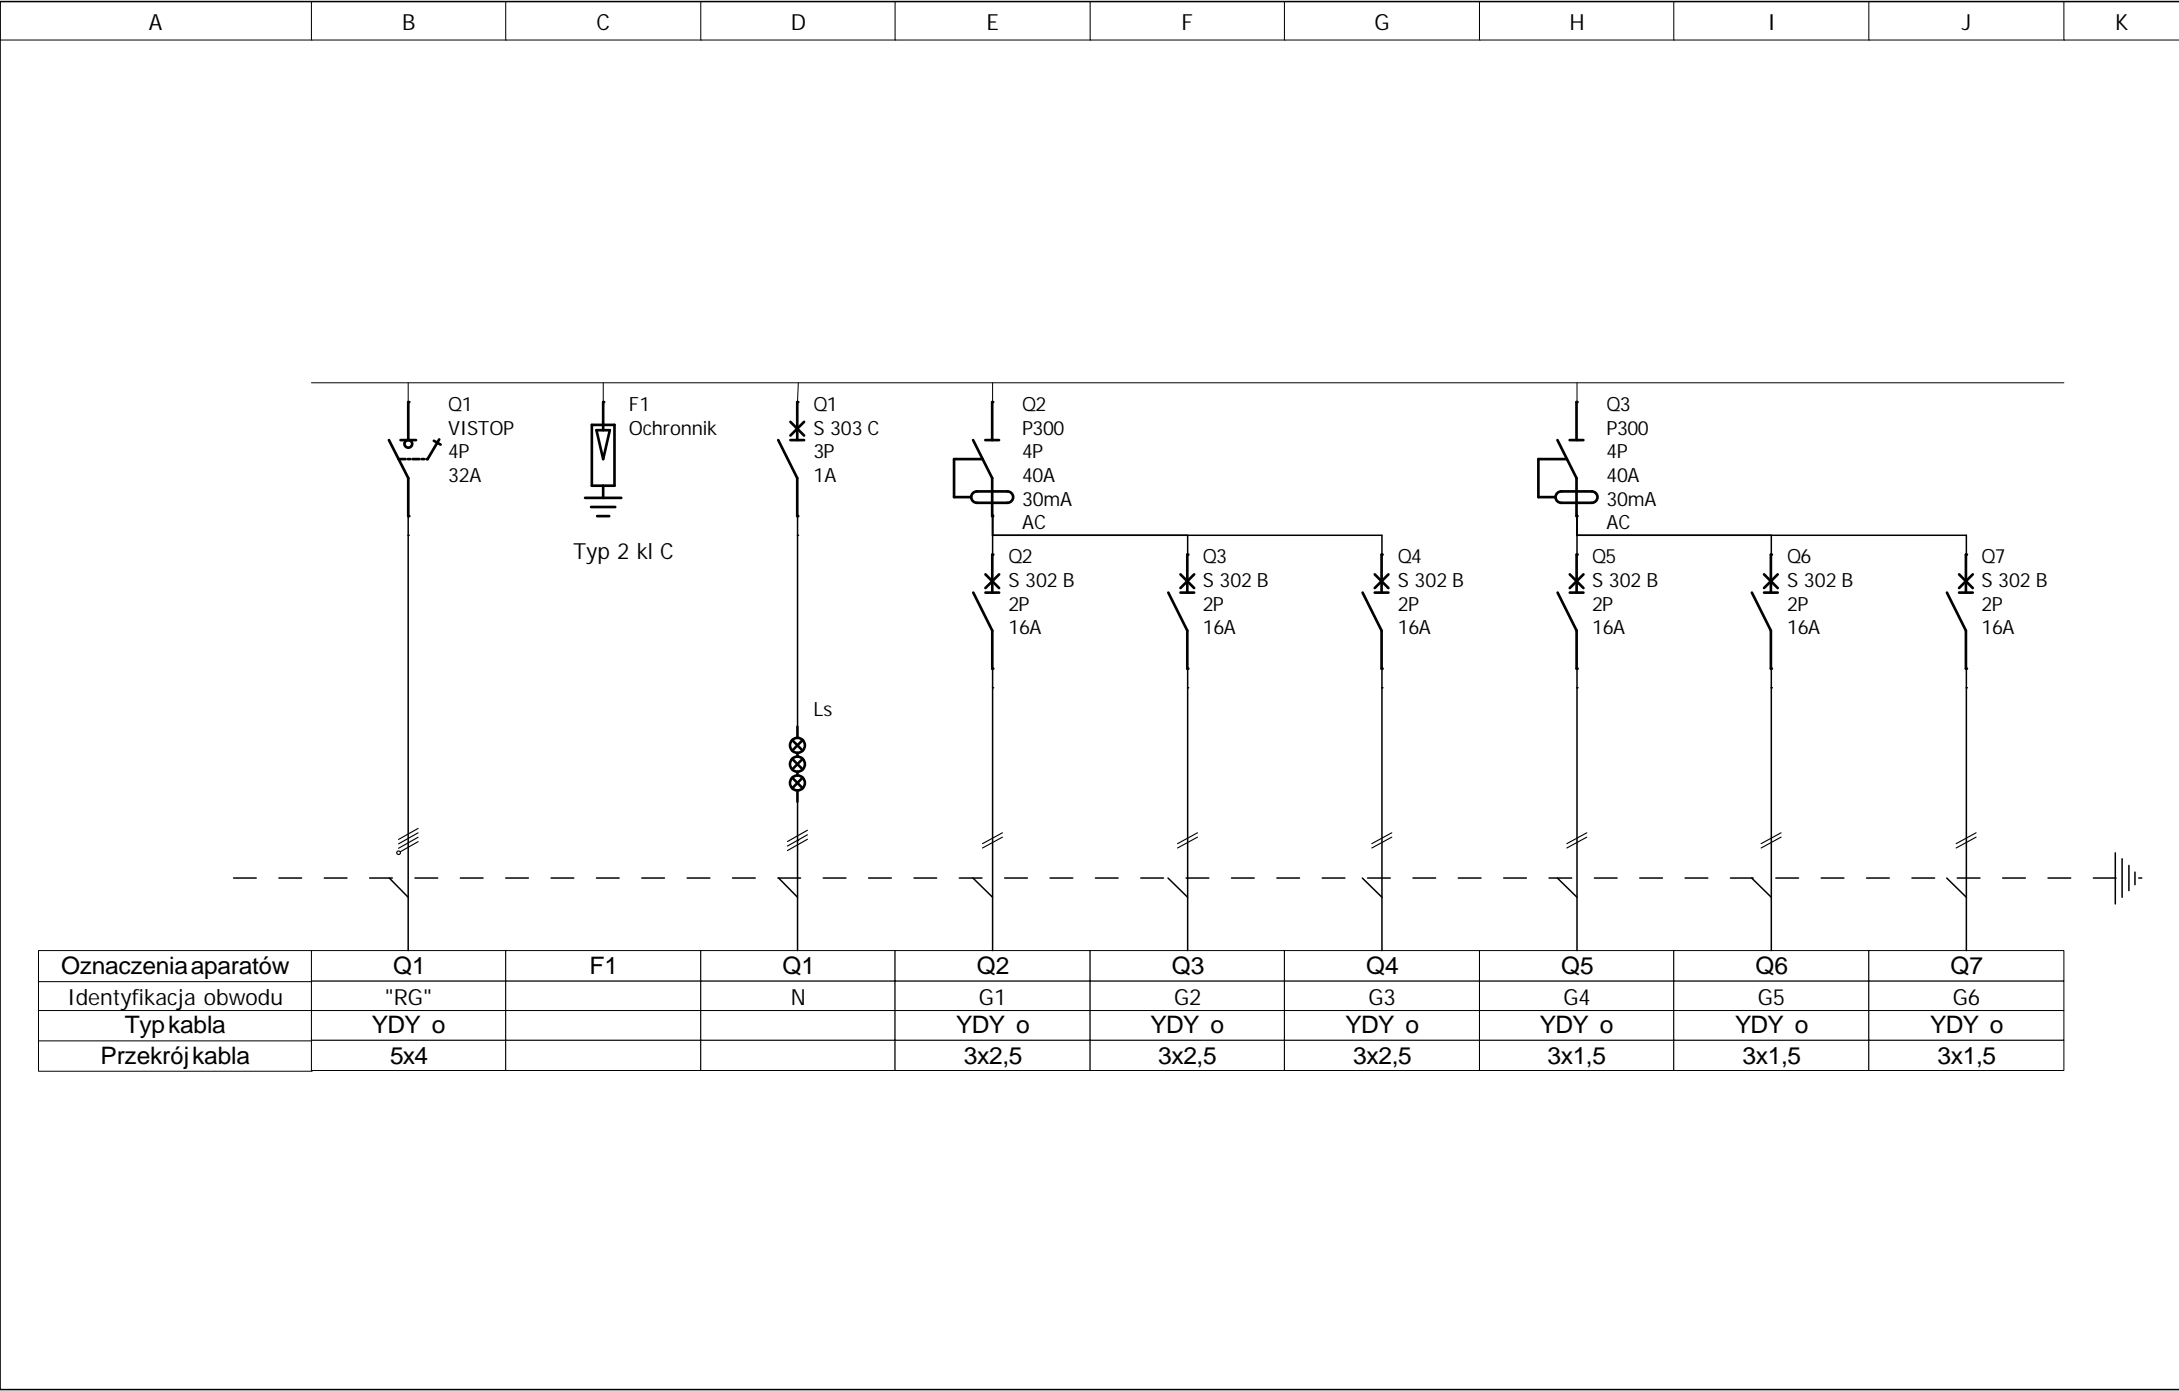 A B C D E F G H I J K
Q1
VISTOP
4P
32A
F1
Ochronnik
Typ 2 kl C
Q1
S 303 C
3P
1A
Ls
Q2
P300
4P
40A
30mA
AC
Q3
P300
4P
40A
30mA
AC
Q2
S 302 B
2P
16A
Q3
S 302 B
2P
16A
Q4
S 302 B
2P
16A
Q5
S 302 B
2P
16A
Q6
S 302 B
2P
16A
Q7
S 302 B
2P
16A
Oznaczenia aparatów Q1 F1 Q1 Q2 Q3 Q4 Q5 Q6 Q7
Identyfikacja obwodu "RG" N G1 G2 G3 G4 G5 G6
Typ kabla YDY o YDY o YDY o YDY o YDY o YDY o YDY o
Przekrój kabla 5x4 3x2,5 3x2,5 3x2,5 3x1,5 3x1,5 3x1,5